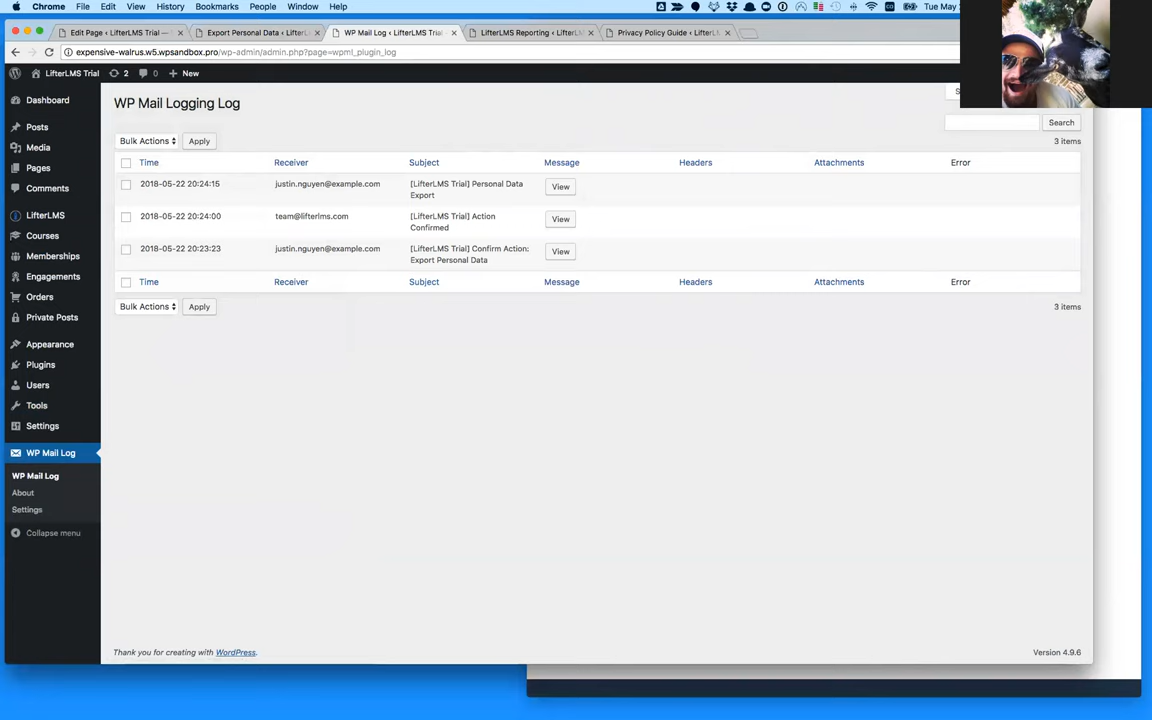 Chrome File Edit View History Bookmarks People Window Help Tue May
Edit Page ‹ LifterLMS Trial — Export Personal Data ‹ LifterL WP Mail Log ‹ LifterLMS Trial LifterLMS Reporting ‹ LifterLM Privacy Policy Guide ‹ LifterLM
expensive-walrus.w5.wpsandbox.pro/wp-admin/admin.php?page=wpml_plugin_log
LifterLMS Trial 2 0 New
Dashboard
Posts
Media
Pages
Comments
LifterLMS
Courses
Memberships
Engagements
Orders
Private Posts
Appearance
Plugins
Users
Tools
Settings
WP Mail Log
WP Mail Log
About
Settings
Collapse menu
WP Mail Logging Log
Search
Bulk Actions Apply 3 items
Time Receiver Subject Message Headers Attachments Error
2018-05-22 20:24:15 justin.nguyen@example.com [LifterLMS Trial] Personal Data View
Export
2018-05-22 20:24:00 team@lifterlms.com [LifterLMS Trial] Action View
Confirmed
2018-05-22 20:23:23 justin.nguyen@example.com [LifterLMS Trial] Confirm Action: View
Export Personal Data
Time Receiver Subject Message Headers Attachments Error
Bulk Actions Apply 3 items
Thank you for creating with WordPress. Version 4.9.6